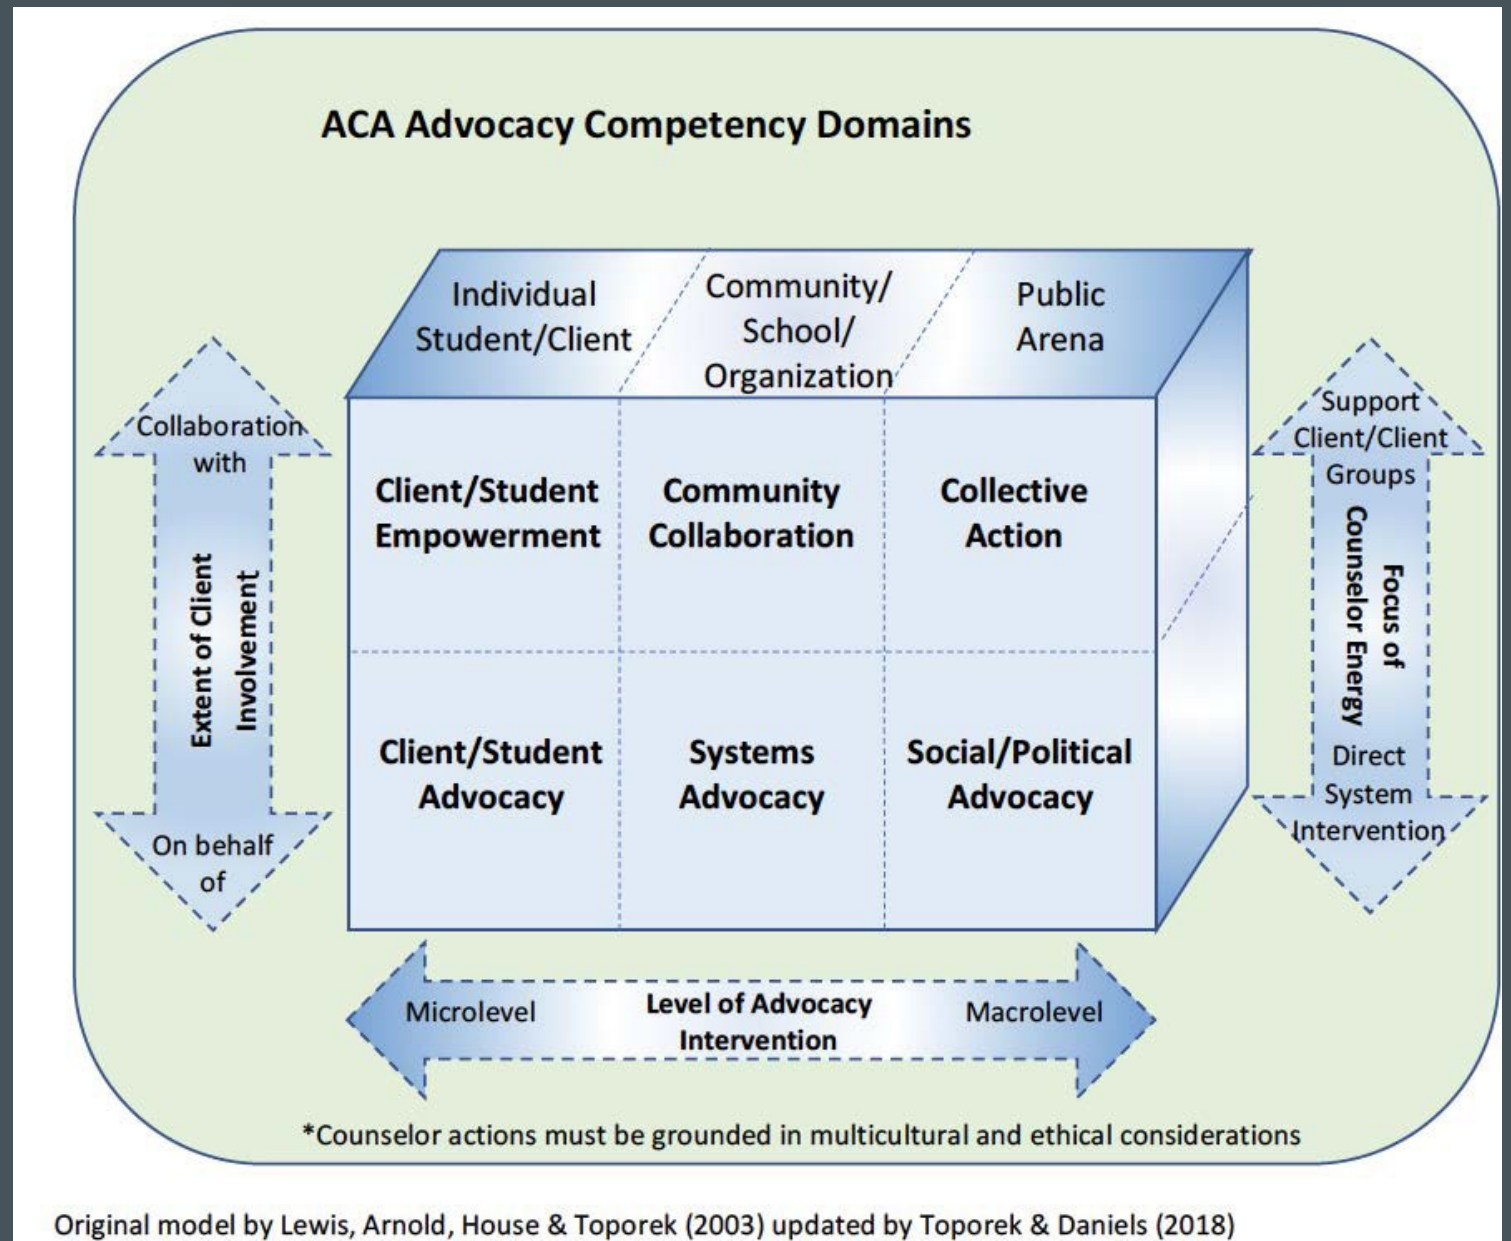 ACA Advocacy Competency Domains
Individual
Student/Client
Community/
School/
Organization
Public
Arena
Collaboration
with
Extent of Client
Involvement
On behalf
of
Client/Student
Empowerment
Community
Collaboration
Collective
Action
Client/Student
Advocacy
Systems
Advocacy
Social/Political
Advocacy
Support
Client/Client
Groups
Focus of
Counselor Energy
Direct
System
Intervention
Microlevel
Level of Advocacy
Intervention
Macrolevel
*Counselor actions must be grounded in multicultural and ethical considerations
Original model by Lewis, Arnold, House & Toporek (2003) updated by Toporek & Daniels (2018)